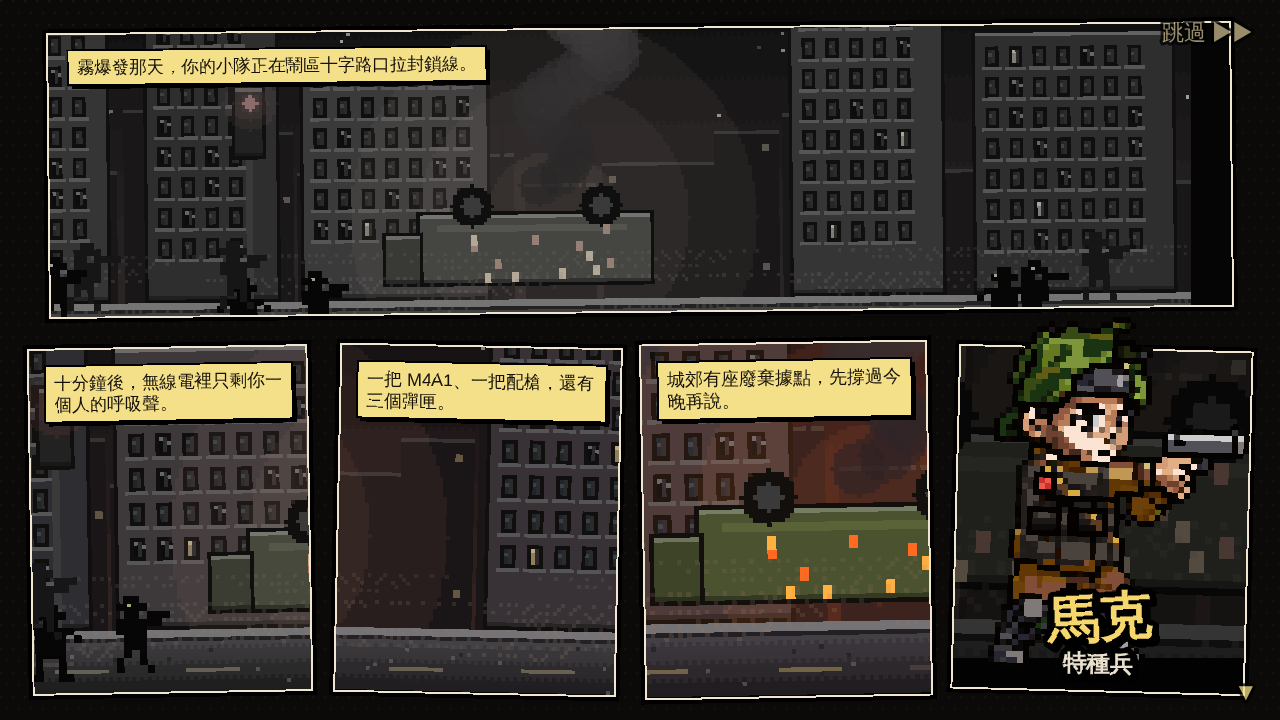 跳過
霧爆發那天，你的小隊正在鬧區十字路口拉封鎖線。
十分鐘後，無線電裡只剩你一
個人的呼吸聲。
一把 M4A1、一把配槍，還有
三個彈匣。
城郊有座廢棄據點，先撐過今
晚再說。
馬克
特種兵